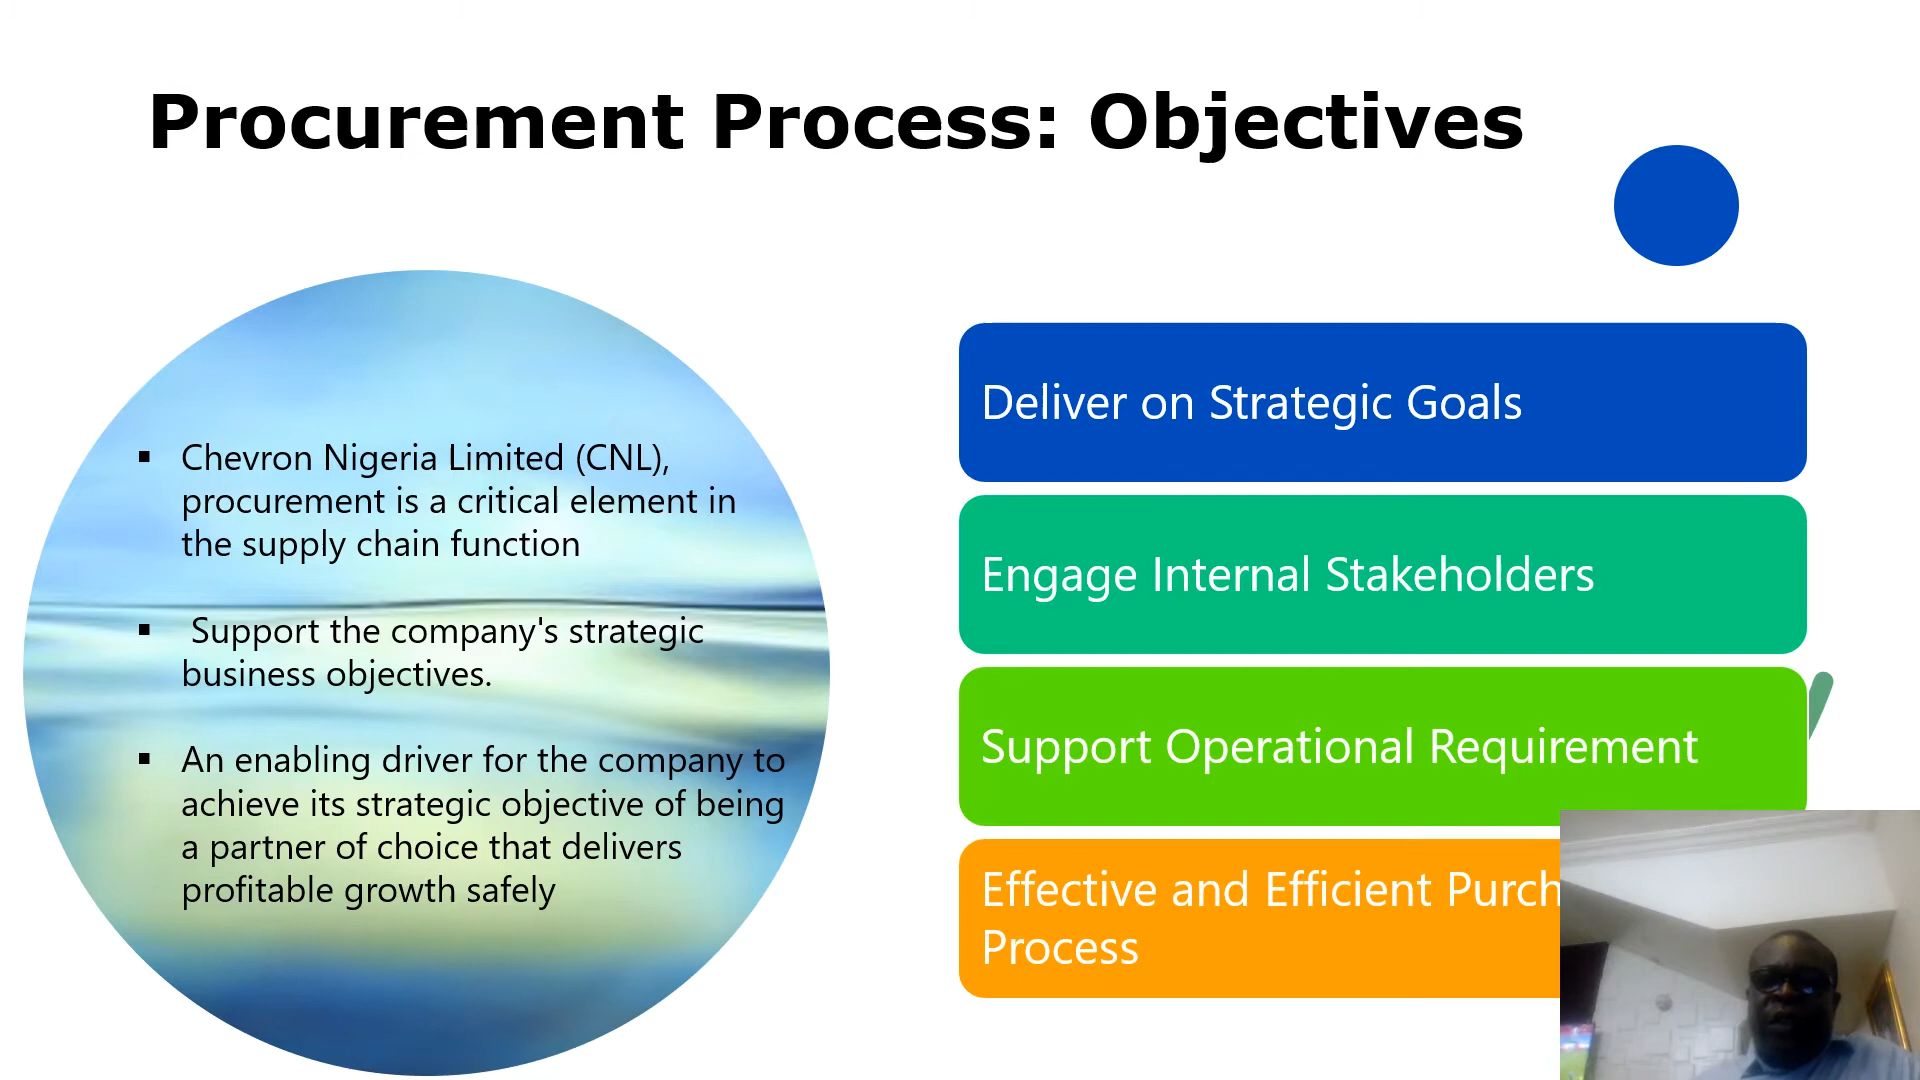 Procurement Process: Objectives
▪ Chevron Nigeria Limited (CNL),
procurement is a critical element in
the supply chain function
▪ Support the company's strategic
business objectives.
▪ An enabling driver for the company to
achieve its strategic objective of being
a partner of choice that delivers
profitable growth safely
Deliver on Strategic Goals
Engage Internal Stakeholders
Support Operational Requirement
Effective and Efficient Purch
Process